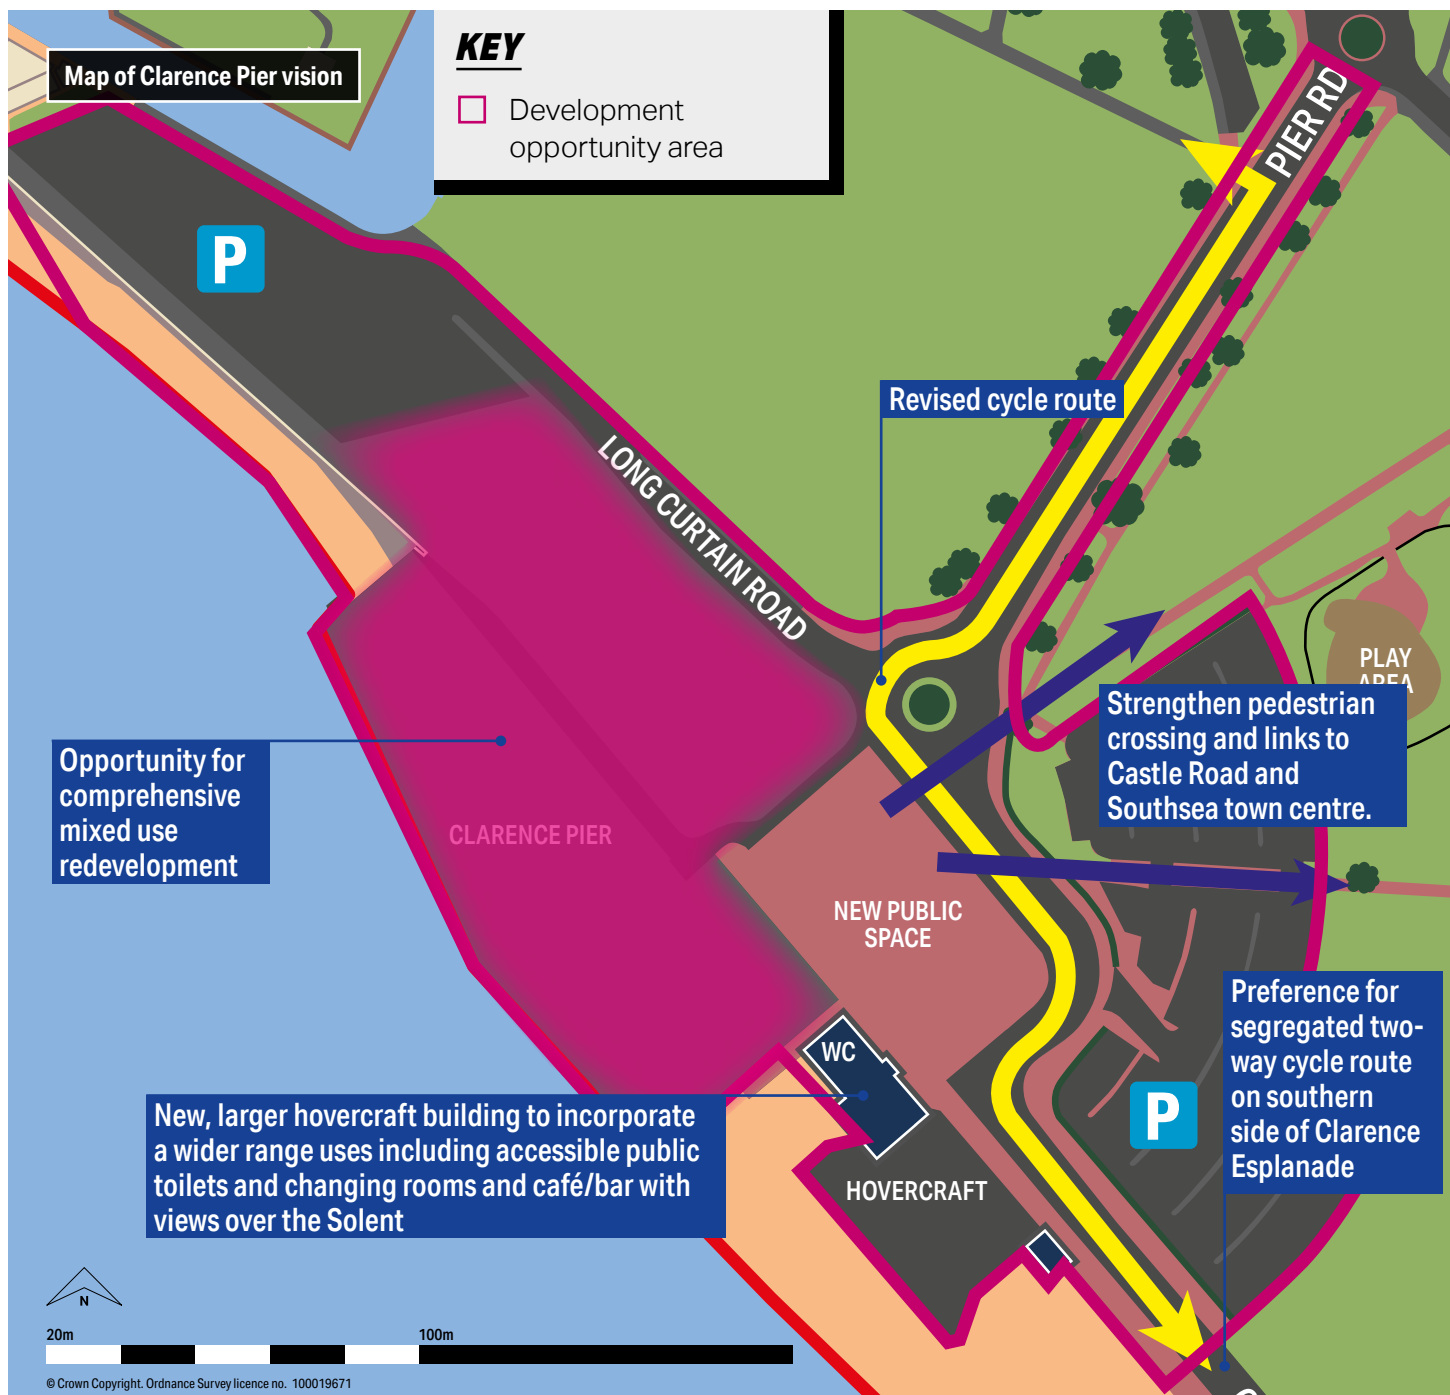 Map of Clarence Pier vision
KEY
Development
opportunity area
PIER RD
P
Revised cycle route
LONG CURTAIN ROAD
PLAY
AREA
Strengthen pedestrian
crossing and links to
Castle Road and
Southsea town centre.
Opportunity for
comprehensive
mixed use
redevelopment
CLARENCE PIER
NEW PUBLIC
SPACE
Preference for
segregated two-
way cycle route
on southern
side of Clarence
Esplanade
WC
P
New, larger hovercraft building to incorporate
a wider range uses including accessible public
toilets and changing rooms and café/bar with
views over the Solent
HOVERCRAFT
N
20m
100m
© Crown Copyright. Ordnance Survey licence no. 100019671